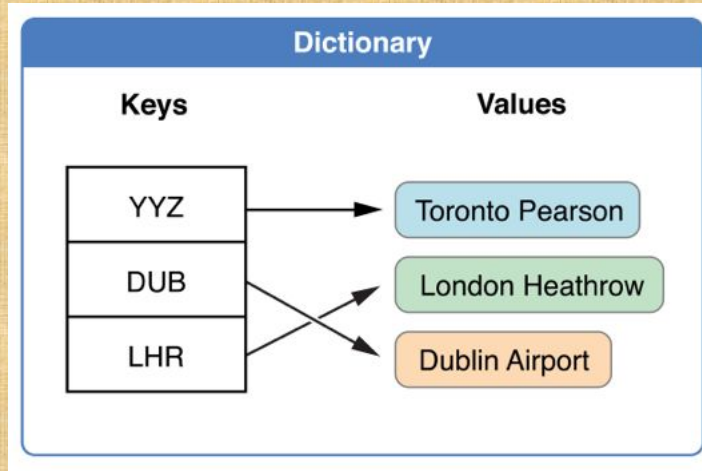 Dictionary
Keys
Values
YYZ
Toronto Pearson
DUB
London Heathrow
LHR
Dublin Airport